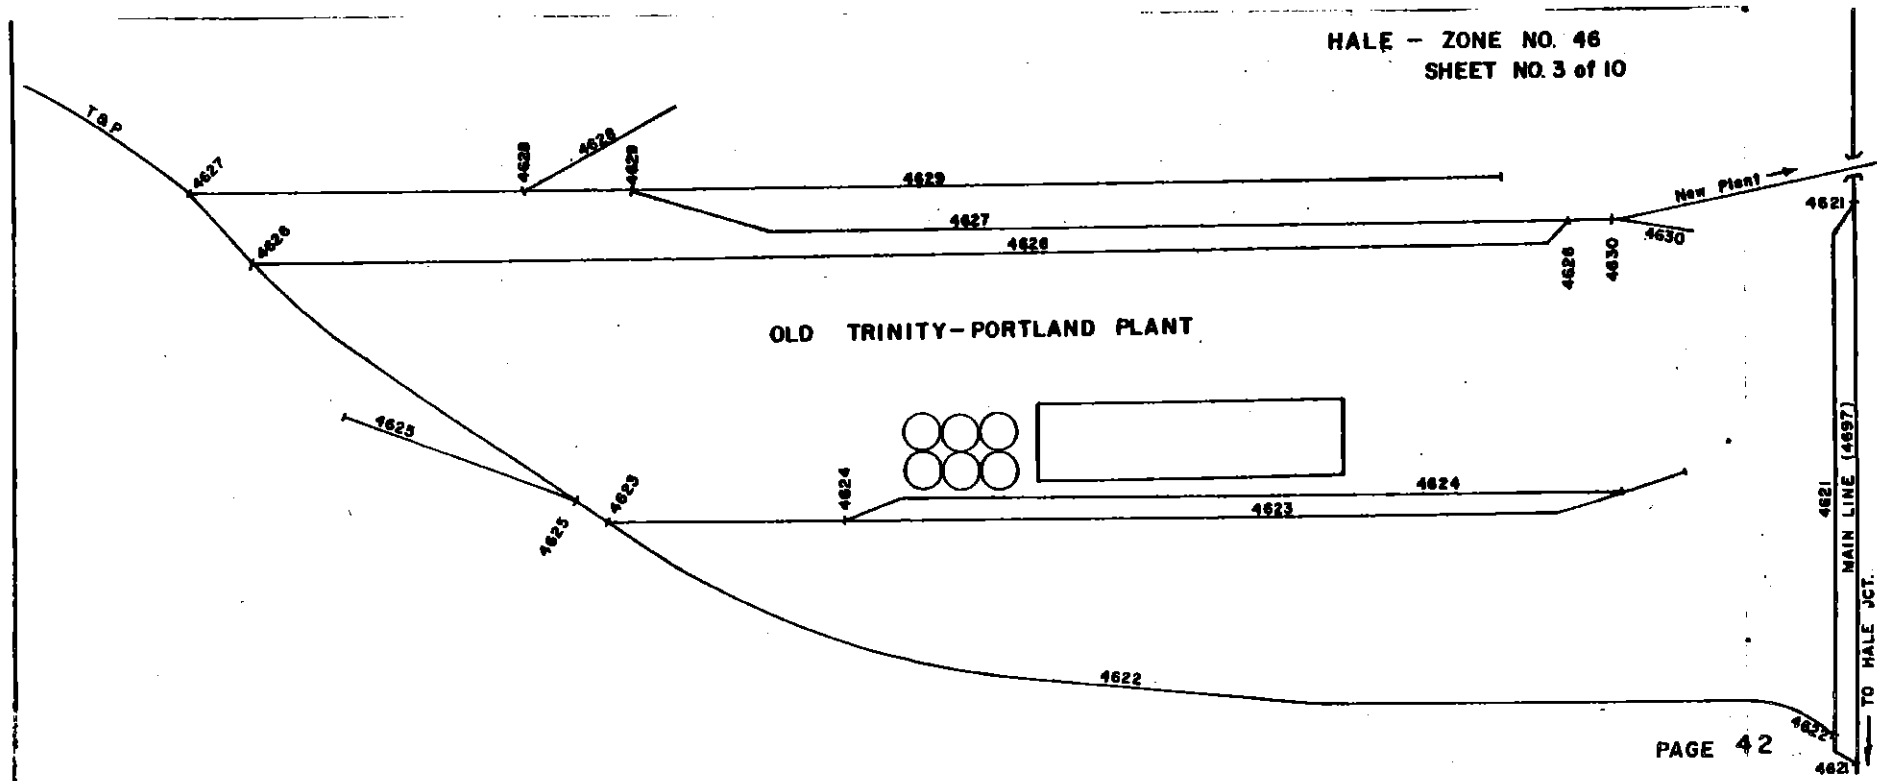 HALE - ZONE NO. 46
SHEET NO. 3 of 10
T&P
4627
4628
4628
4629
4629
New Plant
4621
4627
4630
4626
4626
4626
4630
OLD TRINITY-PORTLAND PLANT
4625
4625
4623
4624
4624
4623
4621
MAIN LINE (4697)
TO HALE JCT.
4622
4622
PAGE 42
4621